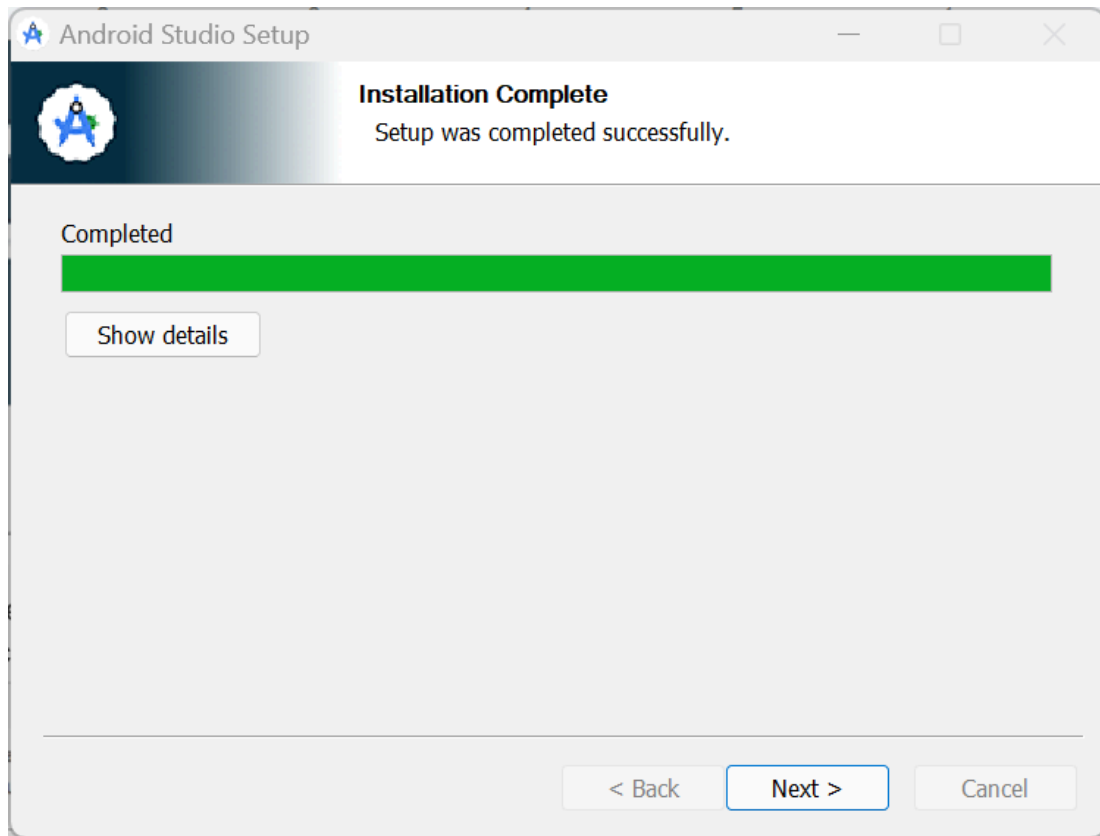 Android Studio Setup
Installation Complete
Setup was completed successfully.
Completed
Show details
< Back
Next >
Cancel